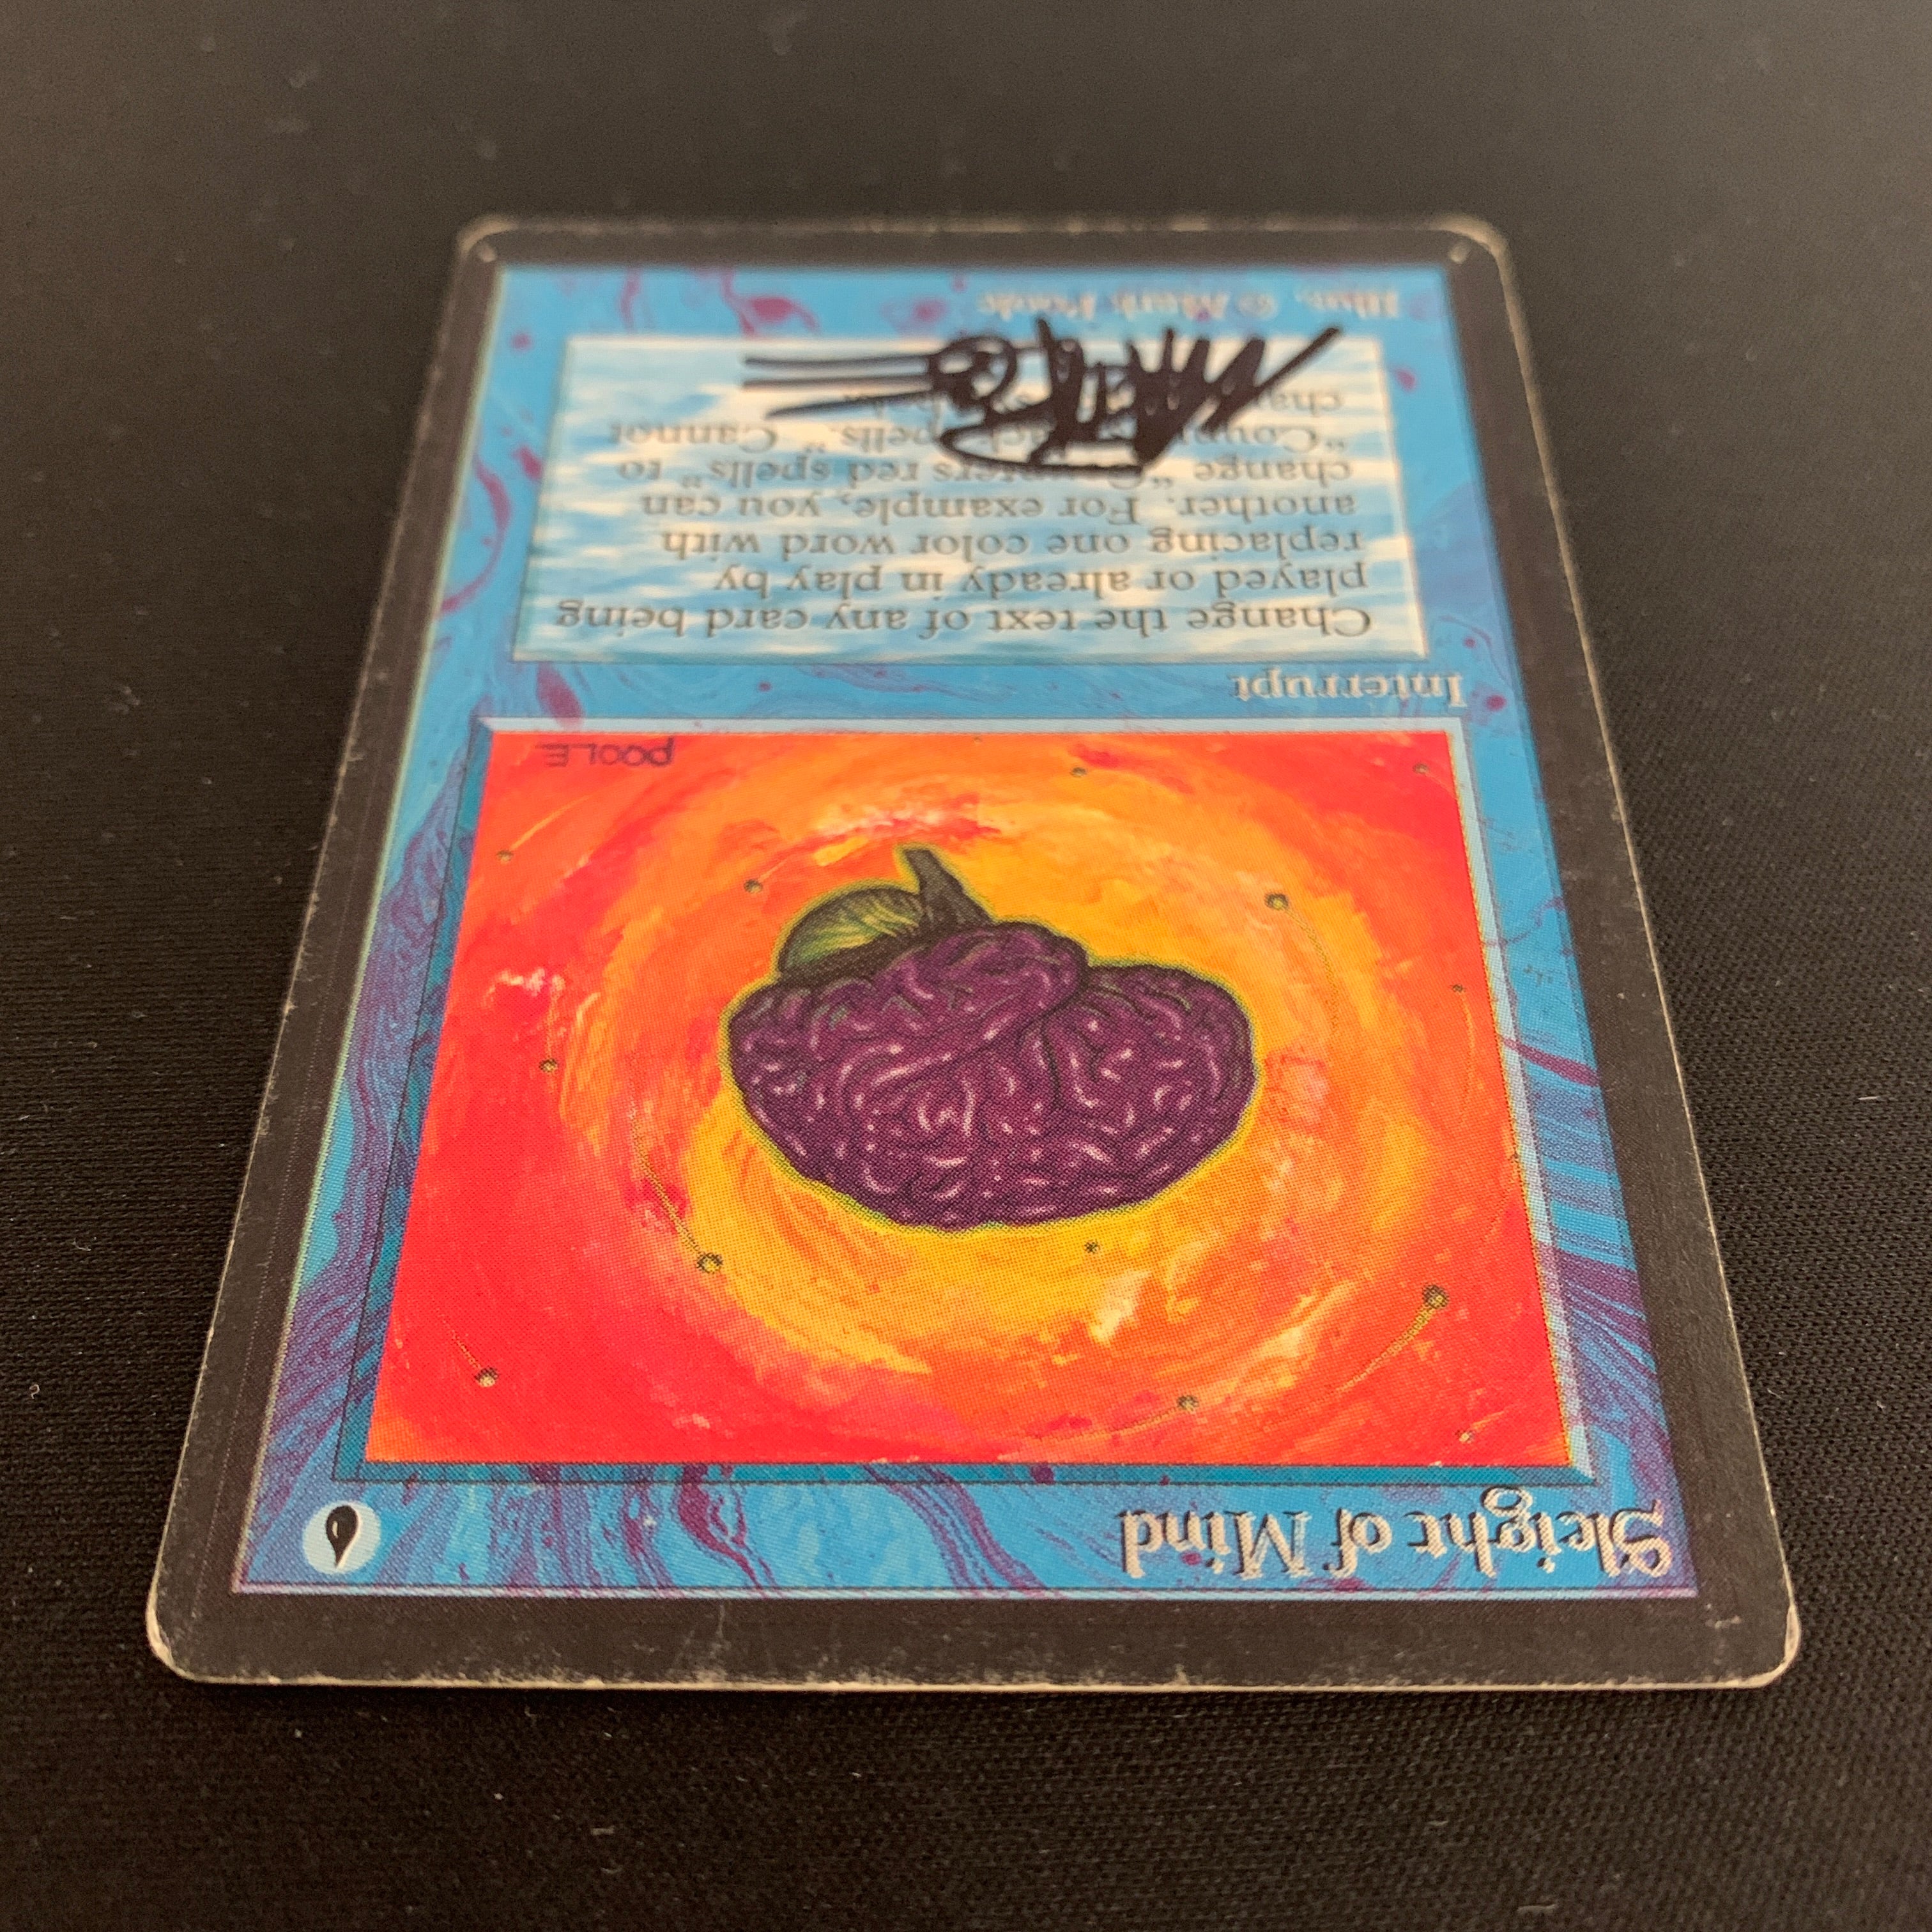 Sleight of Mind
POOLE
Interrupt
Change the text of any card being
played or already in play by
replacing one color word with
another. For example, you can
change "Counters red spells" to
spells." Cannot
Illus. © Mark Poole